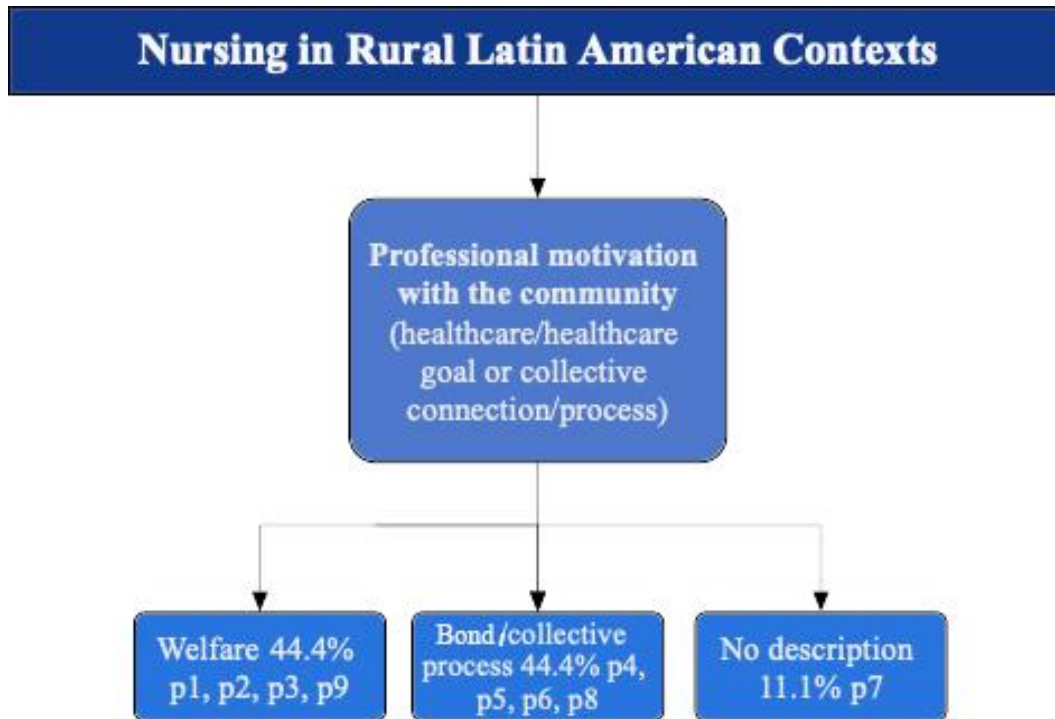 Nursing in Rural Latin American Contexts
Professional motivation
with the community
(healthcare/healthcare
goal or collective
connection/process)
Welfare 44.4%
p1, p2, p3, p9
Bond/collective
process 44.4% p4,
p5, p6, p8
No description
11.1% p7